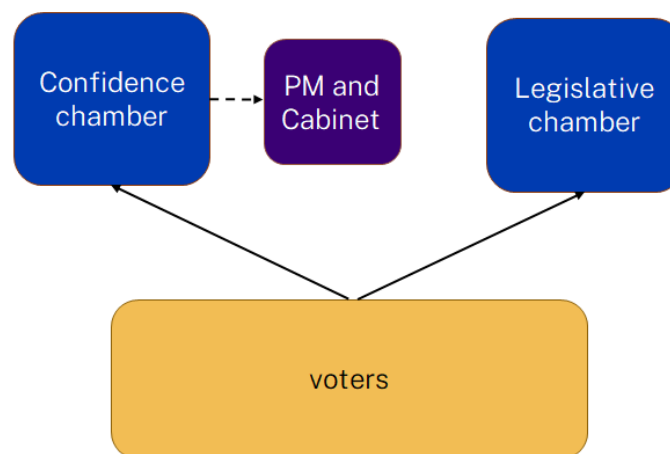 Confidence
chamber
PM and
Cabinet
Legislative
chamber
voters